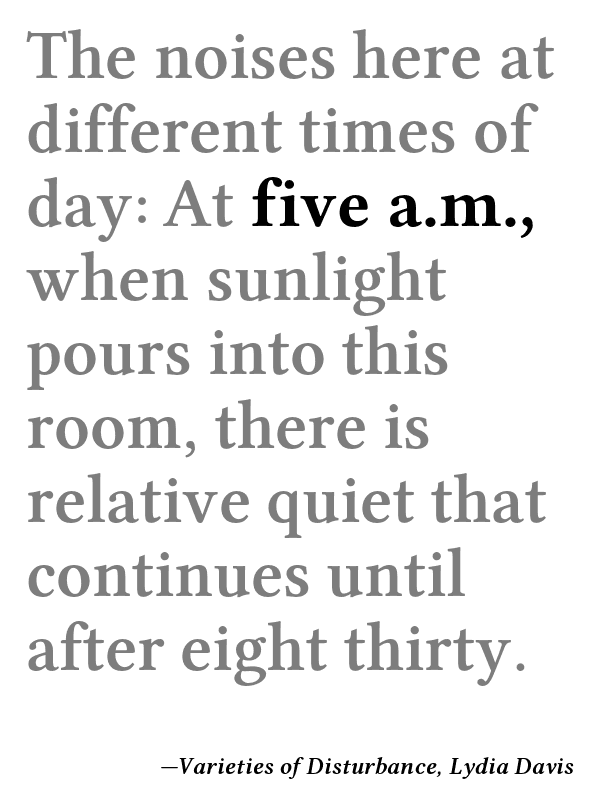 The noises here at
different times of
day: At five a.m.,
when sunlight
pours into this
room, there is
relative quiet that
continues until
after eight thirty.
—Varieties of Disturbance, Lydia Davis